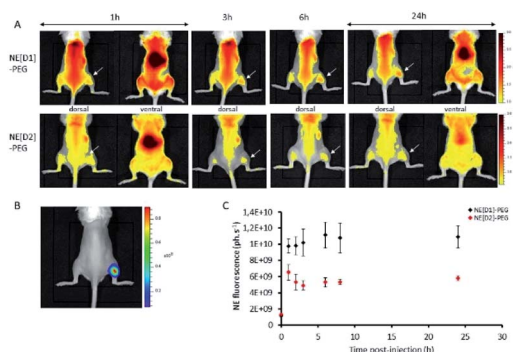 A
1h
3h
6h
24h
NE[D1]
-PEG
dorsal
ventral
dorsal
dorsal
dorsal
ventral
NE[D2]
-PEG
B
C
NE[D1]-PEG
NE[D2]-PEG
1,4E+10
1,2E+10
1E+10
8E+09
6E+09
4E+09
2E+09
0
NE fluorescence (ph.s⁻¹)
0
5
10
15
20
25
30
Time post-injection (h)